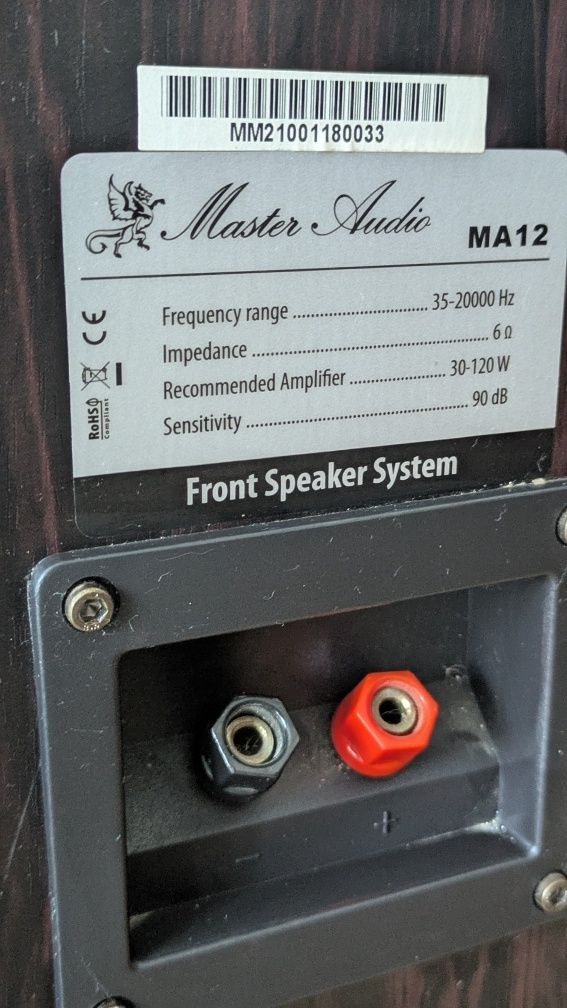 MM21001180033
Master Audio MA12
Frequency range ................................ 35-20000 Hz
Impedance ....................................................... 6 Ω
Recommended Amplifier ...................... 30-120 W
Sensitivity ................................................... 90 dB
CE
RoHS
Compliant
Front Speaker System
- +